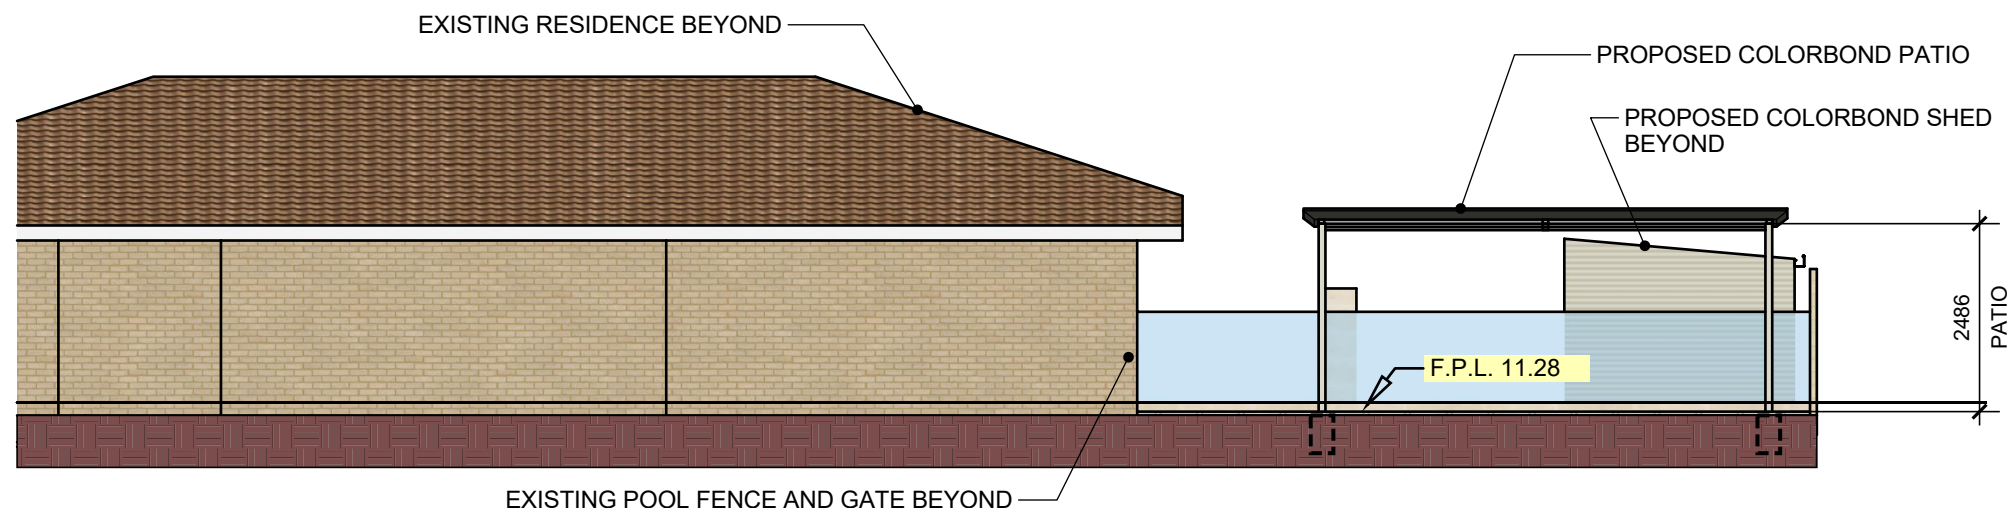 EXISTING RESIDENCE BEYOND
PROPOSED COLORBOND PATIO
PROPOSED COLORBOND SHED
BEYOND
2486
PATIO
F.P.L. 11.28
EXISTING POOL FENCE AND GATE BEYOND